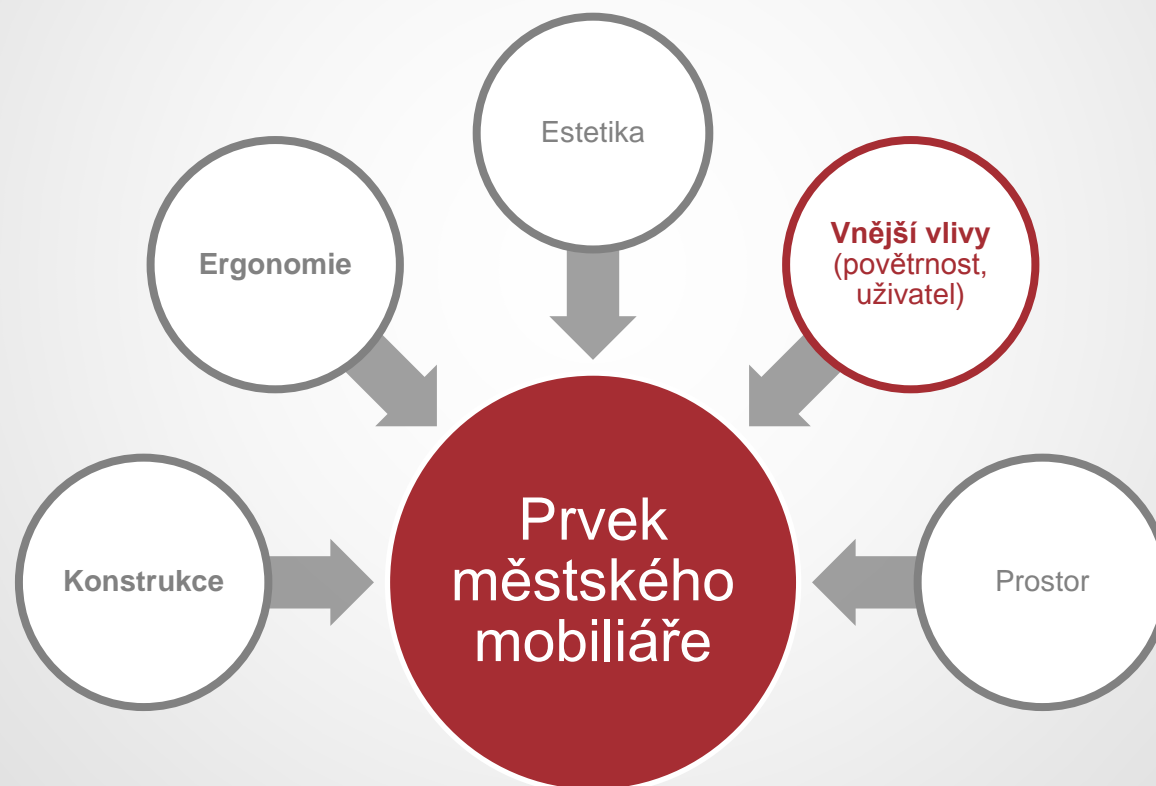 Estetika
Ergonomie
Vnější vlivy
(povětrnost,
uživatel)
Konstrukce
Prvek
městského
mobiliáře
Prostor